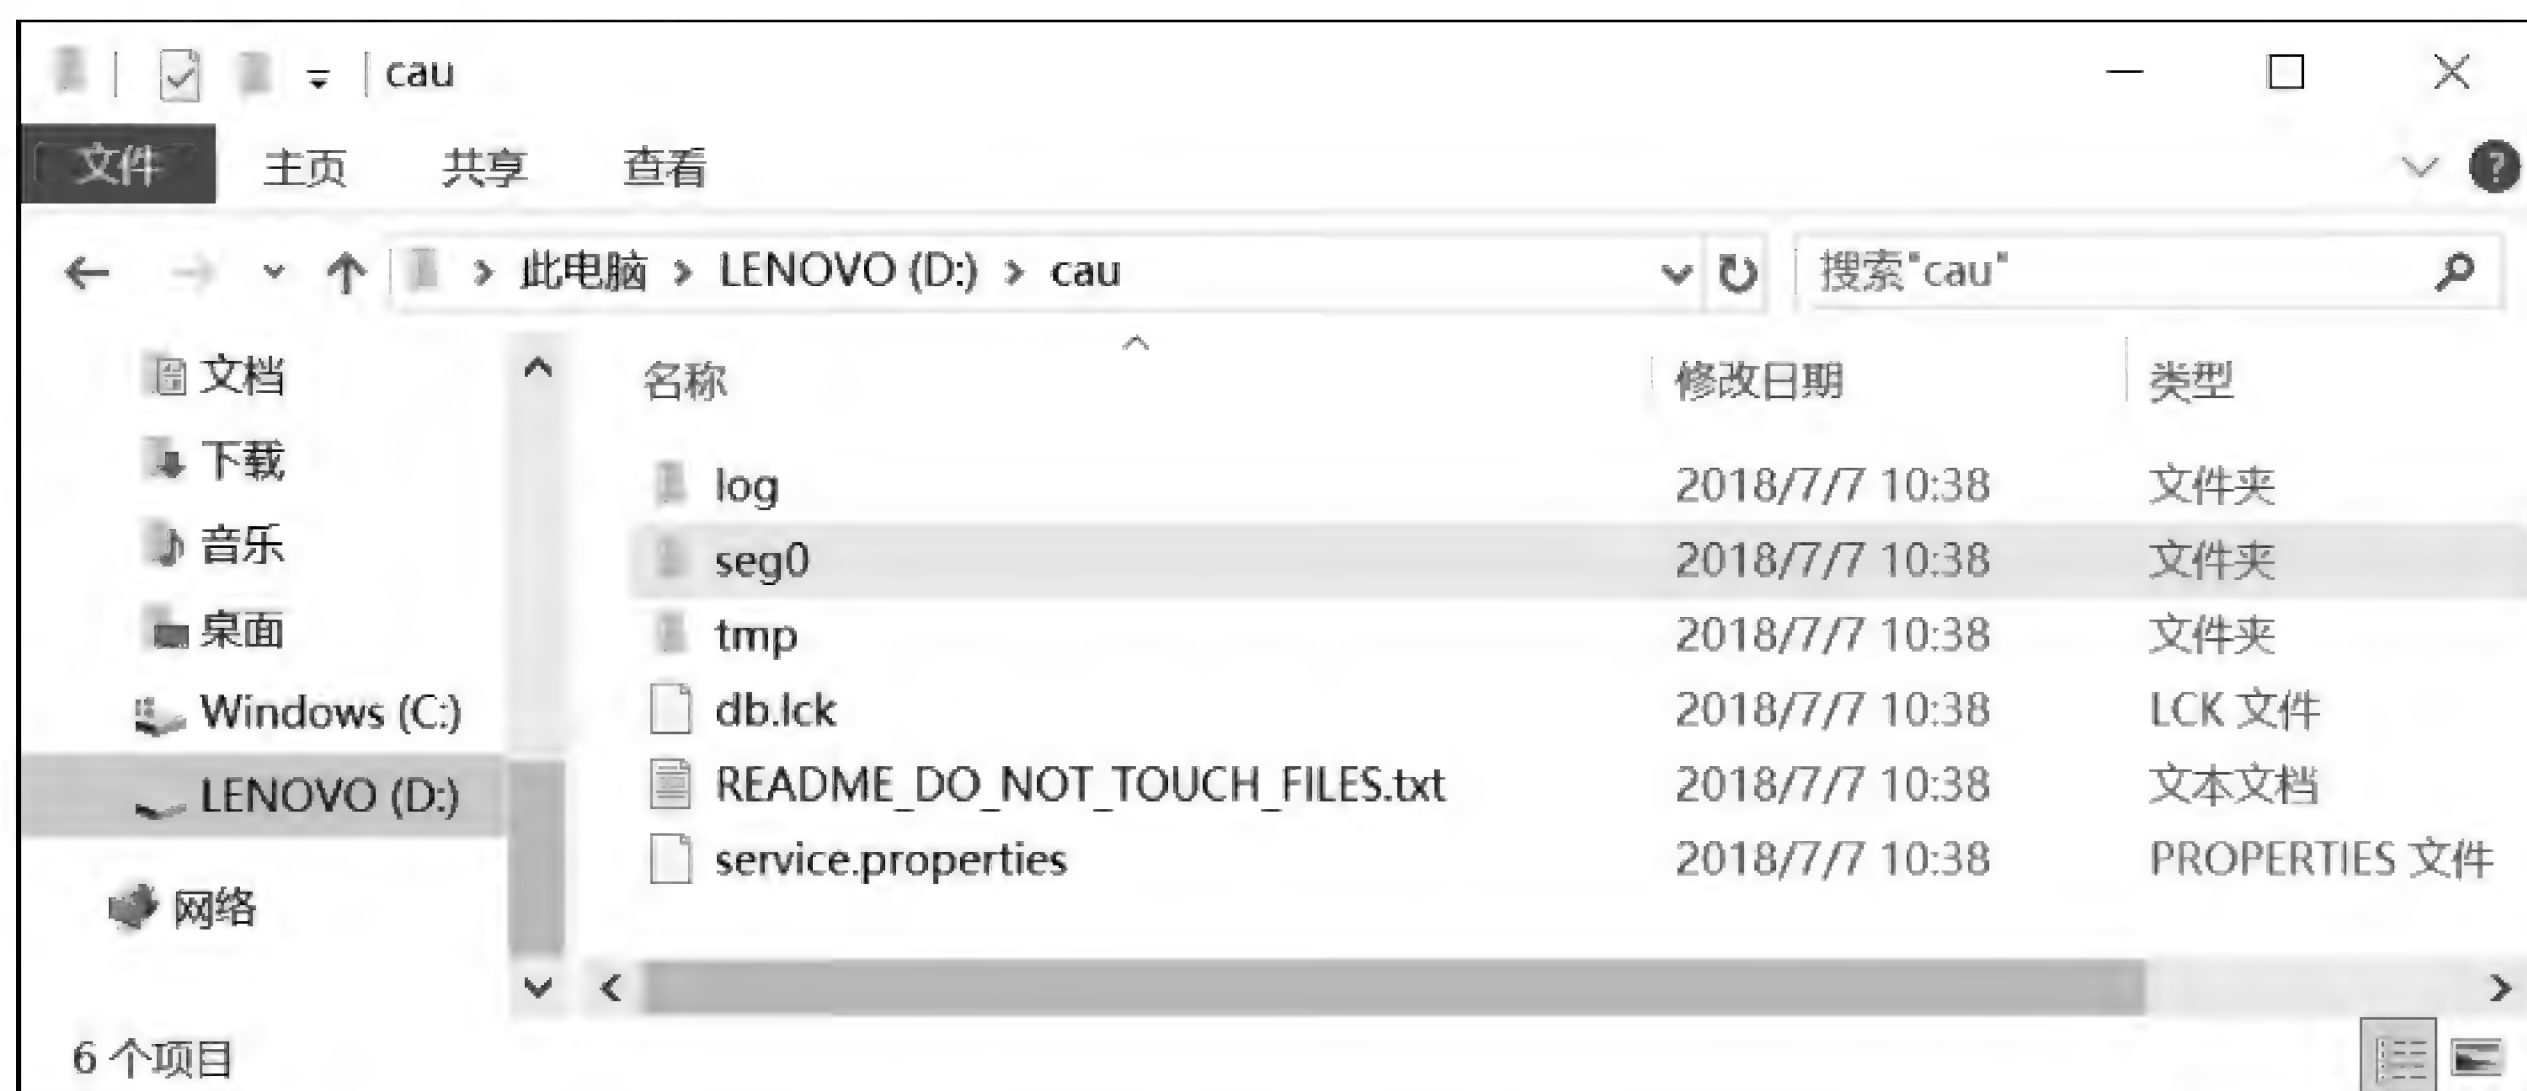 cau
文件 主页 共享 查看 ?
此电脑 > LENOVO (D:) > cau 搜索"cau"
名称 修改日期 类型
文档
下载
音乐
桌面
Windows (C:)
LENOVO (D:)
网络
log 2018/7/7 10:38 文件夹
seg0 2018/7/7 10:38 文件夹
tmp 2018/7/7 10:38 文件夹
db.lck 2018/7/7 10:38 LCK 文件
README_DO_NOT_TOUCH_FILES.txt 2018/7/7 10:38 文本文档
service.properties 2018/7/7 10:38 PROPERTIES 文件
6 个项目